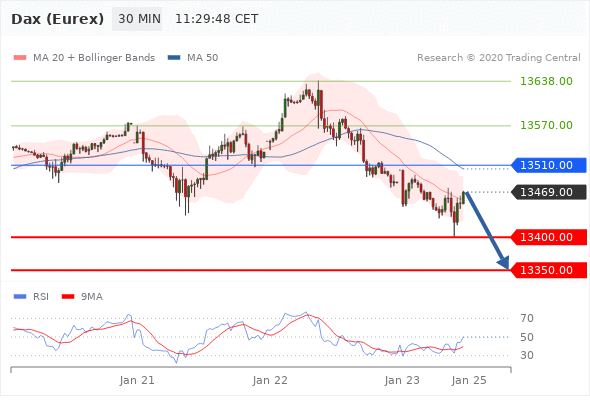 Dax (Eurex) 30 MIN 11:29:48 CET
MA 20 + Bollinger Bands MA 50 Research © 2020 Trading Central
13638.00
13570.00
13510.00
13469.00
13400.00
13350.00
RSI 9MA
70
50
30
Jan 21 Jan 22 Jan 23 Jan 25